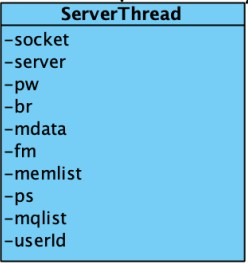 ServerThread
-socket
-server
-pw
-br
-mdata
-fm
-memlist
-ps
-mqlist
-userId